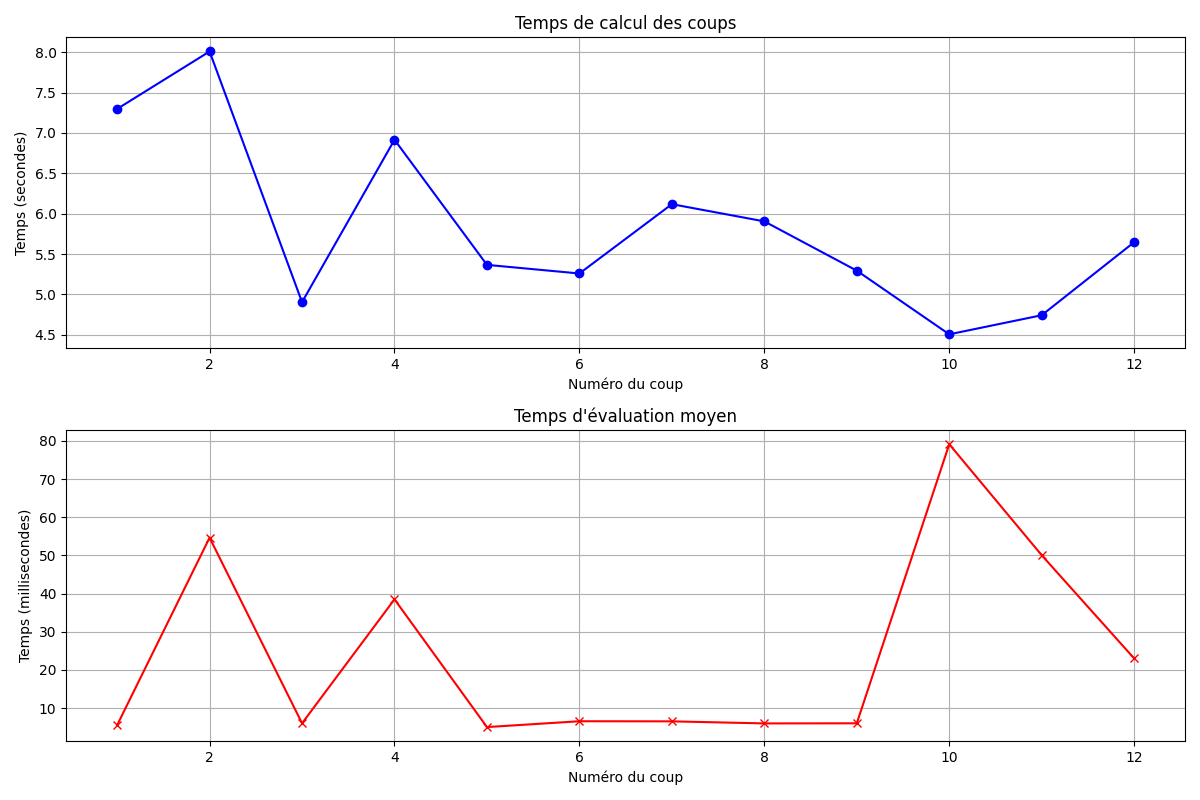 Temps de calcul des coups
Temps (secondes)
8.0
7.5
7.0
6.5
6.0
5.5
5.0
4.5
2 4 6 8 10 12
Numéro du coup
Temps d'évaluation moyen
Temps (millisecondes)
80
70
60
50
40
30
20
10
2 4 6 8 10 12
Numéro du coup